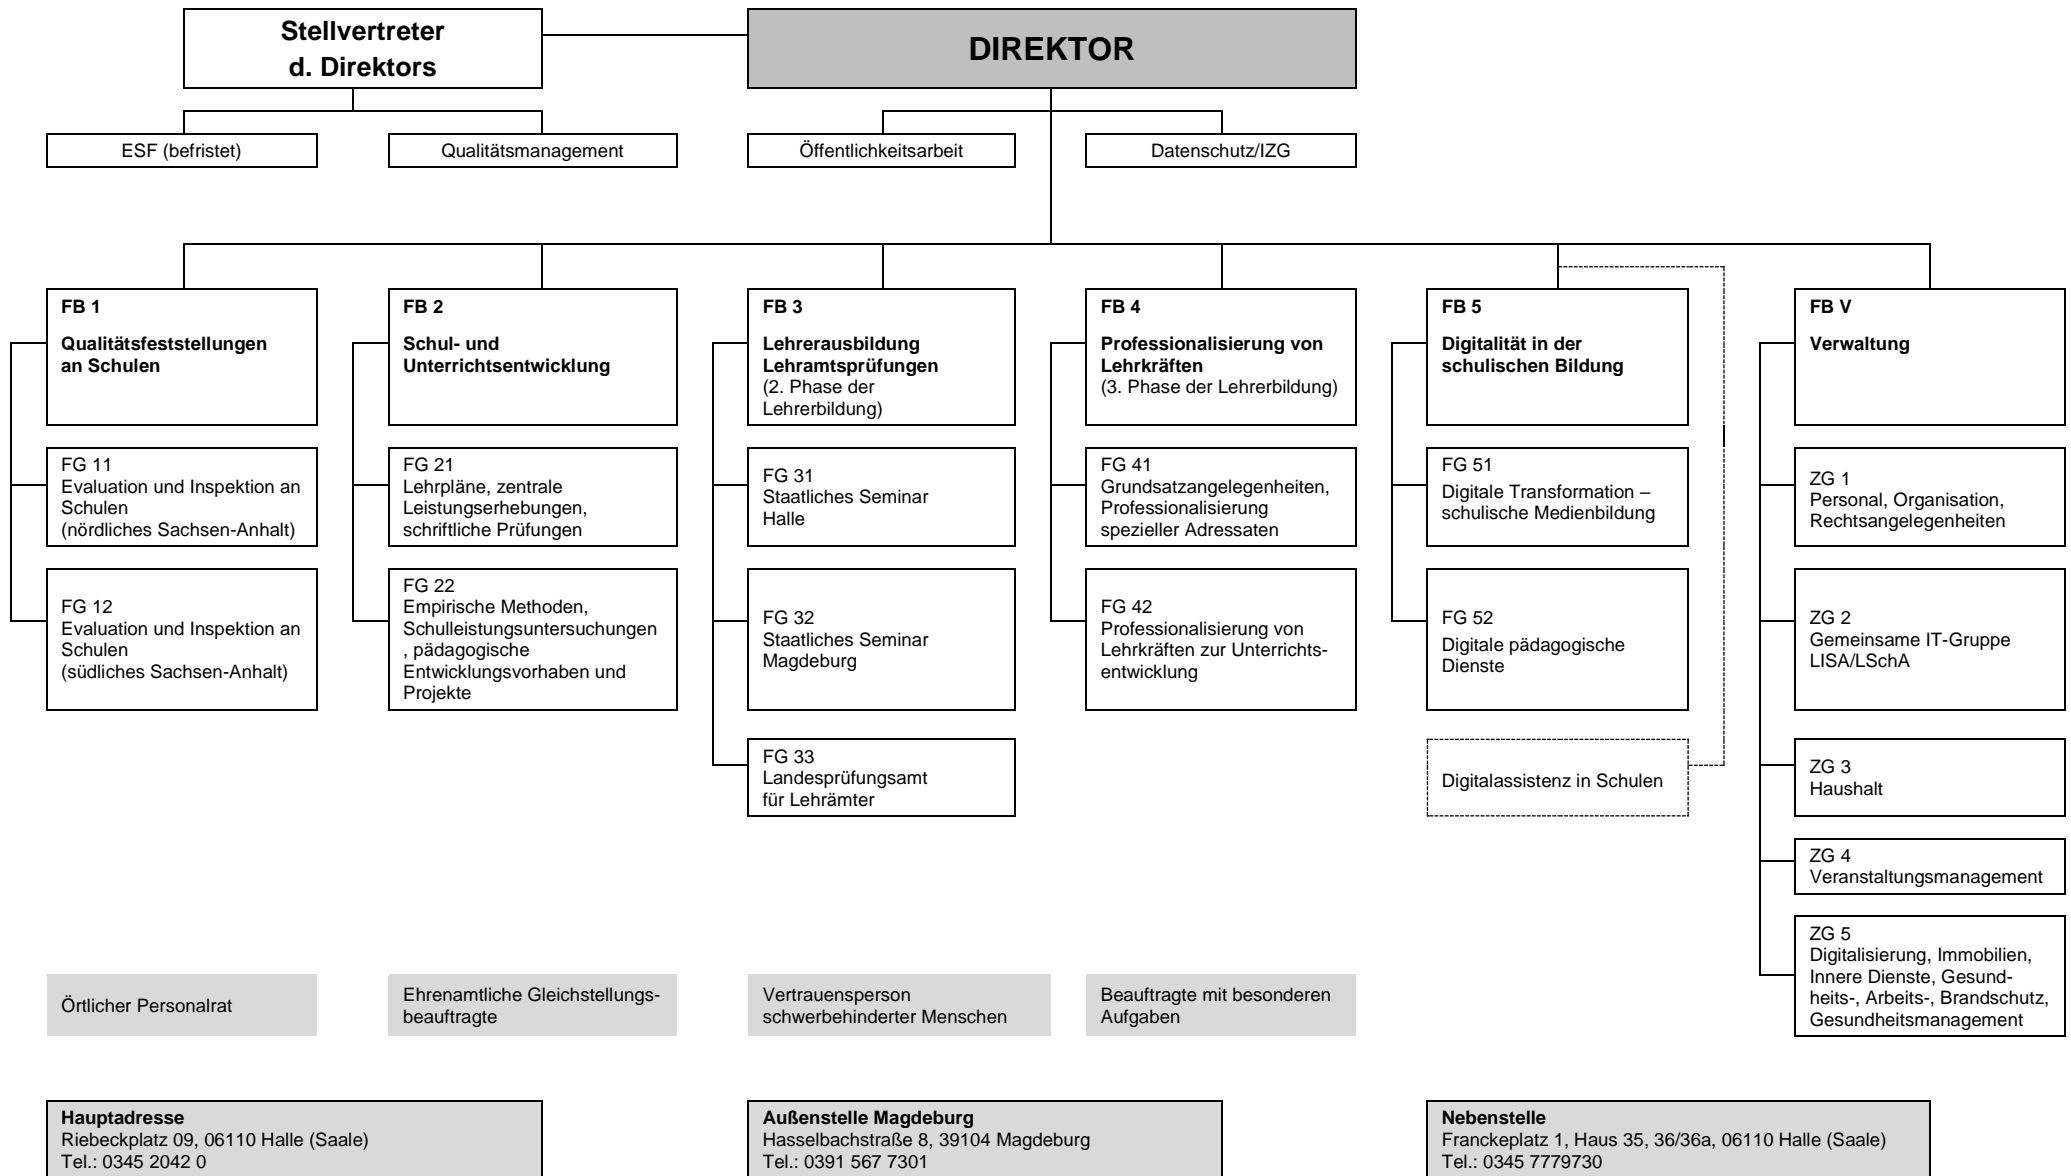 Stellvertreter
d. Direktors
DIREKTOR
ESF (befristet)
Qualitätsmanagement
Öffentlichkeitsarbeit
Datenschutz/IZG
FB 1
Qualitätsfeststellungen
an Schulen
FG 11
Evaluation und Inspektion an
Schulen
(nördliches Sachsen-Anhalt)
FG 12
Evaluation und Inspektion an
Schulen
(südliches Sachsen-Anhalt)
FB 2
Schul- und
Unterrichtsentwicklung
FG 21
Lehrpläne, zentrale
Leistungserhebungen,
schriftliche Prüfungen
FG 22
Empirische Methoden,
Schulleistungsuntersuchungen
, pädagogische
Entwicklungsvorhaben und
Projekte
FB 3
Lehrerausbildung
Lehramtsprüfungen
(2. Phase der
Lehrerbildung)
FG 31
Staatliches Seminar
Halle
FG 32
Staatliches Seminar
Magdeburg
FG 33
Landesprüfungsamt
für Lehrämter
FB 4
Professionalisierung von
Lehrkräften
(3. Phase der Lehrerbildung)
FG 41
Grundsatzangelegenheiten,
Professionalisierung
spezieller Adressaten
FG 42
Professionalisierung von
Lehrkräften zur Unterrichts-
entwicklung
FB 5
Digitalität in der
schulischen Bildung
FG 51
Digitale Transformation –
schulische Medienbildung
FG 52
Digitale pädagogische
Dienste
Digitalassistenz in Schulen
FB V
Verwaltung
ZG 1
Personal, Organisation,
Rechtsangelegenheiten
ZG 2
Gemeinsame IT-Gruppe
LISA/LSchA
ZG 3
Haushalt
ZG 4
Veranstaltungsmanagement
ZG 5
Digitalisierung, Immobilien,
Innere Dienste, Gesund-
heits-, Arbeits-, Brandschutz,
Gesundheitsmanagement
Örtlicher Personalrat
Ehrenamtliche Gleichstellungs-
beauftragte
Vertrauensperson
schwerbehinderter Menschen
Beauftragte mit besonderen
Aufgaben
Hauptadresse
Riebeckplatz 09, 06110 Halle (Saale)
Tel.: 0345 2042 0
Außenstelle Magdeburg
Hasselbachstraße 8, 39104 Magdeburg
Tel.: 0391 567 7301
Nebenstelle
Franckeplatz 1, Haus 35, 36/36a, 06110 Halle (Saale)
Tel.: 0345 7779730